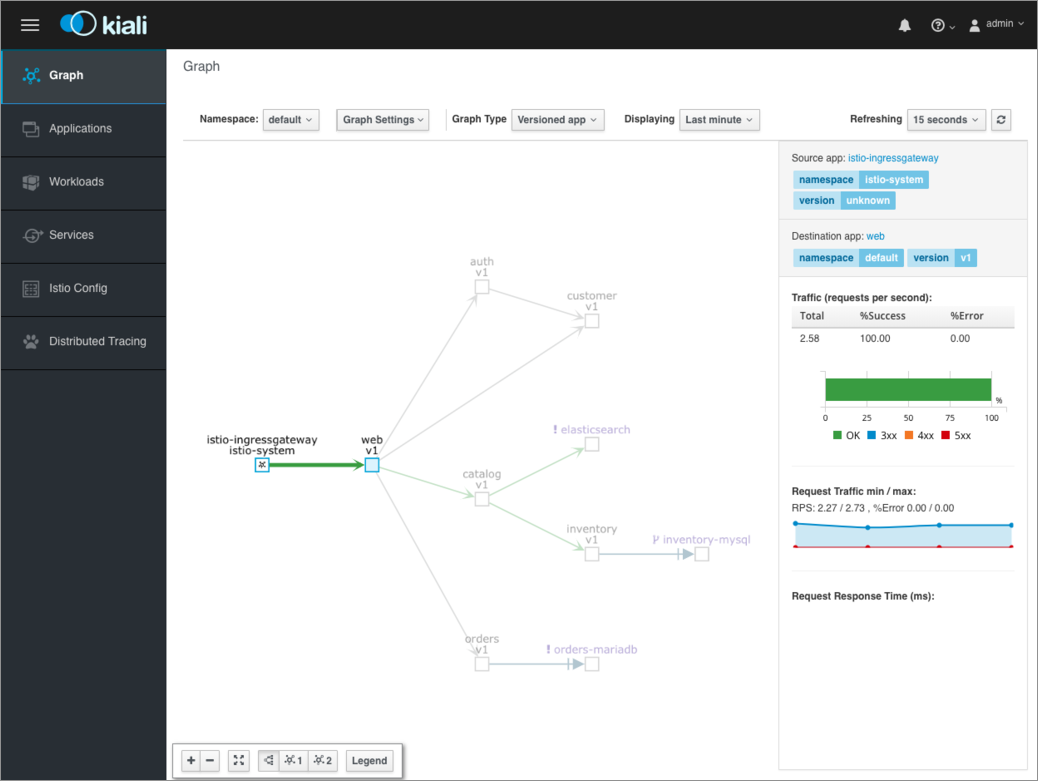 kiali
admin
Graph
Applications
Workloads
Services
Istio Config
Distributed Tracing
Graph
Namespace: default Graph Settings Graph Type Versioned app Displaying Last minute Refreshing 15 seconds
auth
v1
customer
v1
! elasticsearch
istio-ingressgateway
istio-system
web
v1
catalog
v1
inventory
v1
inventory-mysql
orders
v1
! orders-mariadb
Source app: istio-ingressgateway
namespace istio-system
version unknown
Destination app: web
namespace default version v1
Traffic (requests per second):
Total %Success %Error
2.58 100.00 0.00
%
0 25 50 75 100
OK 3xx 4xx 5xx
Request Traffic min / max:
RPS: 2.27 / 2.73 , %Error 0.00 / 0.00
Request Response Time (ms):
+ − 1 2 Legend